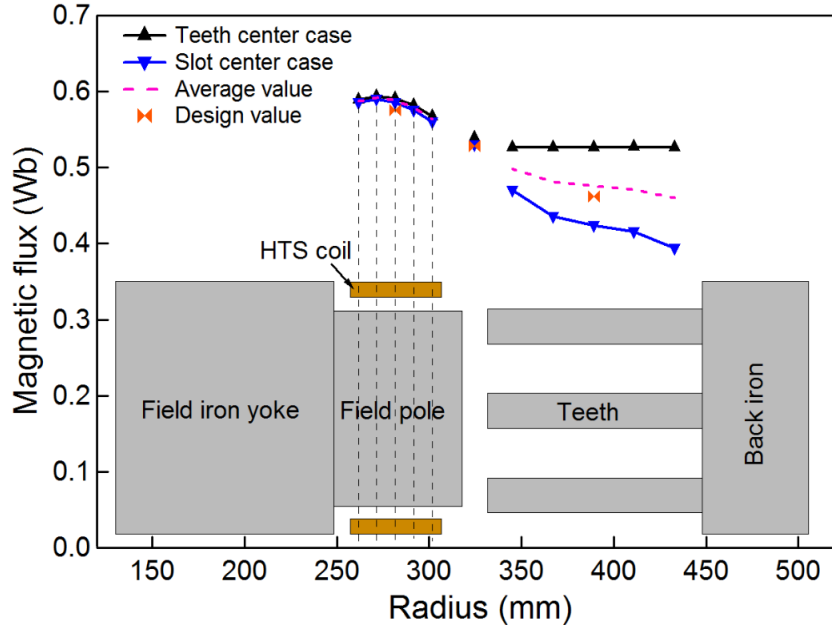 0.7
0.6
0.5
0.4
0.3
0.2
0.1
0.0
Magnetic flux (Wb)
Teeth center case
Slot center case
Average value
Design value
HTS coil
Field iron yoke
Field pole
Teeth
Back iron
150 200 250 300 350 400 450 500
Radius (mm)